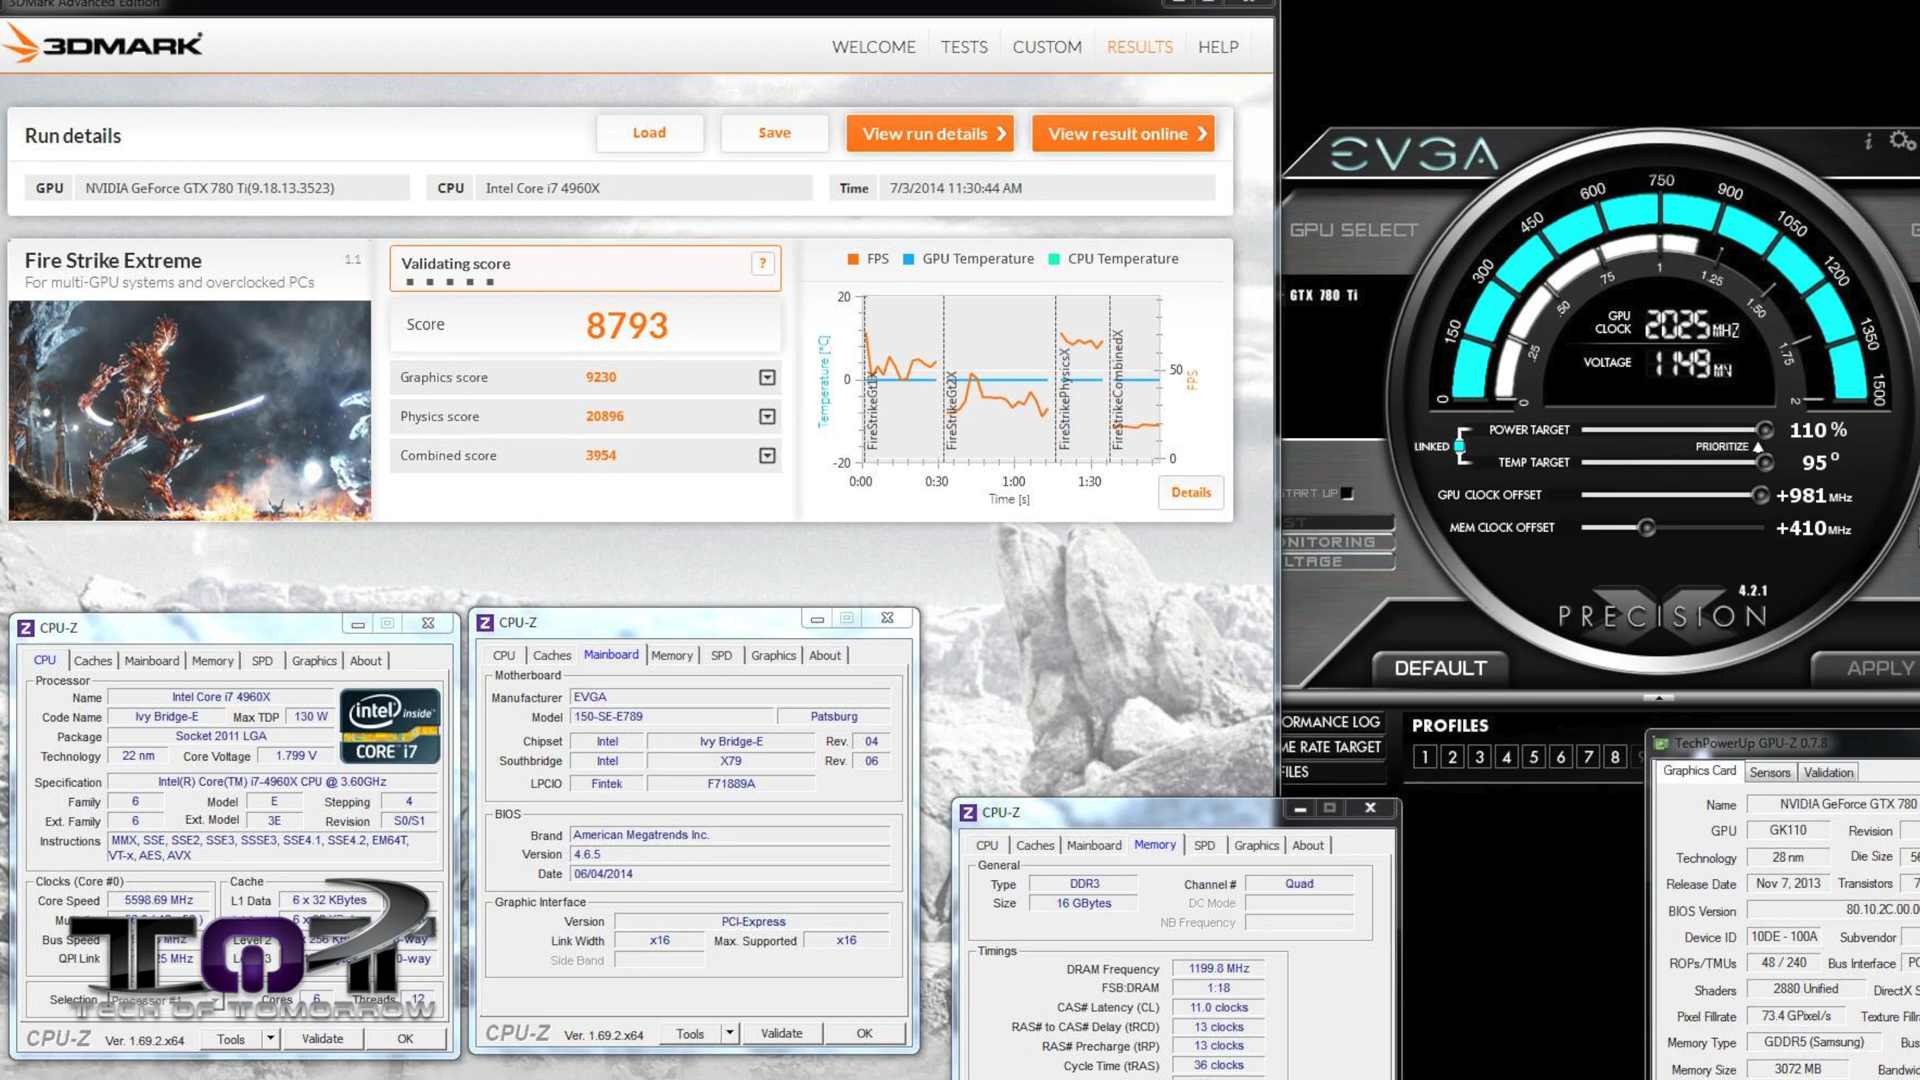 3DMark Advanced Edition
3DMARK
WELCOME TESTS CUSTOM RESULTS HELP
Run details
Load Save View run details View result online
GPU NVIDIA GeForce GTX 780 Ti(9.18.13.3523) CPU Intel Core i7 4960X Time 7/3/2014 11:30:44 AM
Fire Strike Extreme 1.1
For multi-GPU systems and overclocked PCs
Validating score ?
Score 8793
Graphics score 9230
Physics score 20896
Combined score 3954
FPS GPU Temperature CPU Temperature
20
0
-20
Temperature [°C]
FireStrikeGt1X
FireStrikeGt2X
FireStrikePhysicsX
FireStrikeCombinedX
50
0
FPS
0:00 0:30 1:00 1:30
Time [s]
Details
EVGA
GPU SELECT
GTX 780 Ti
0 150 300 450 600 750 900 1050 1200 1350 1500
0 .25 .50 .75 1 1.25 1.50 1.75 2
GPU CLOCK 2025 MHZ
VOLTAGE 1149 MV
LINKED
POWER TARGET 110 %
PRIORITIZE
TEMP TARGET 95°
GPU CLOCK OFFSET +981 MHz
MEM CLOCK OFFSET +410 MHz
4.2.1
PRECISION X
DEFAULT
APPLY
PROFILES
1 2 3 4 5 6 7 8
CPU-Z
CPU Caches Mainboard Memory SPD Graphics About
Processor
Name Intel Core i7 4960X
Code Name Ivy Bridge-E Max TDP 130 W
Package Socket 2011 LGA
Technology 22 nm Core Voltage 1.799 V
intel inside
CORE i7
Specification Intel(R) Core(TM) i7-4960X CPU @ 3.60GHz
Family 6 Model E Stepping 4
Ext. Family 6 Ext. Model 3E Revision S0/S1
Instructions MMX, SSE, SSE2, SSE3, SSSE3, SSE4.1, SSE4.2, EM64T,
VT-x, AES, AVX
Clocks (Core #0) Cache
Core Speed 5598.69 MHz L1 Data 6 x 32 KBytes
Bus Speed MHz Level 2
QPI Link
Selection Processor #1 Cores 6 Threads 12
TECH OF TOMORROW
CPU-Z Ver. 1.69.2.x64 Tools Validate OK
CPU-Z
CPU Caches Mainboard Memory SPD Graphics About
Motherboard
Manufacturer EVGA
Model 150-SE-E789 Patsburg
Chipset Intel Ivy Bridge-E Rev. 04
Southbridge Intel X79 Rev. 06
LPCIO Fintek F71889A
BIOS
Brand American Megatrends Inc.
Version 4.6.5
Date 06/04/2014
Graphic Interface
Version PCI-Express
Link Width x16 Max. Supported x16
Side Band
CPU-Z Ver. 1.69.2.x64 Tools Validate OK
CPU-Z
CPU Caches Mainboard Memory SPD Graphics About
General
Type DDR3 Channel # Quad
Size 16 GBytes DC Mode
NB Frequency
Timings
DRAM Frequency 1199.8 MHz
FSB:DRAM 1:18
CAS# Latency (CL) 11.0 clocks
RAS# to CAS# Delay (tRCD) 13 clocks
RAS# Precharge (tRP) 13 clocks
Cycle Time (tRAS) 36 clocks
TechPowerUp GPU-Z 0.7.8
Graphics Card Sensors Validation
Name NVIDIA GeForce GTX 780
GPU GK110 Revision
Technology 28 nm Die Size
Release Date Nov 7, 2013 Transistors
BIOS Version 80.10.2C.00.0
Device ID 10DE - 100A Subvendor
ROPs/TMUs 48 / 240 Bus Interface
Shaders 2880 Unified DirectX
Pixel Fillrate 73.4 GPixel/s Texture
Memory Type GDDR5 (Samsung) Bus
Memory Size 3072 MB